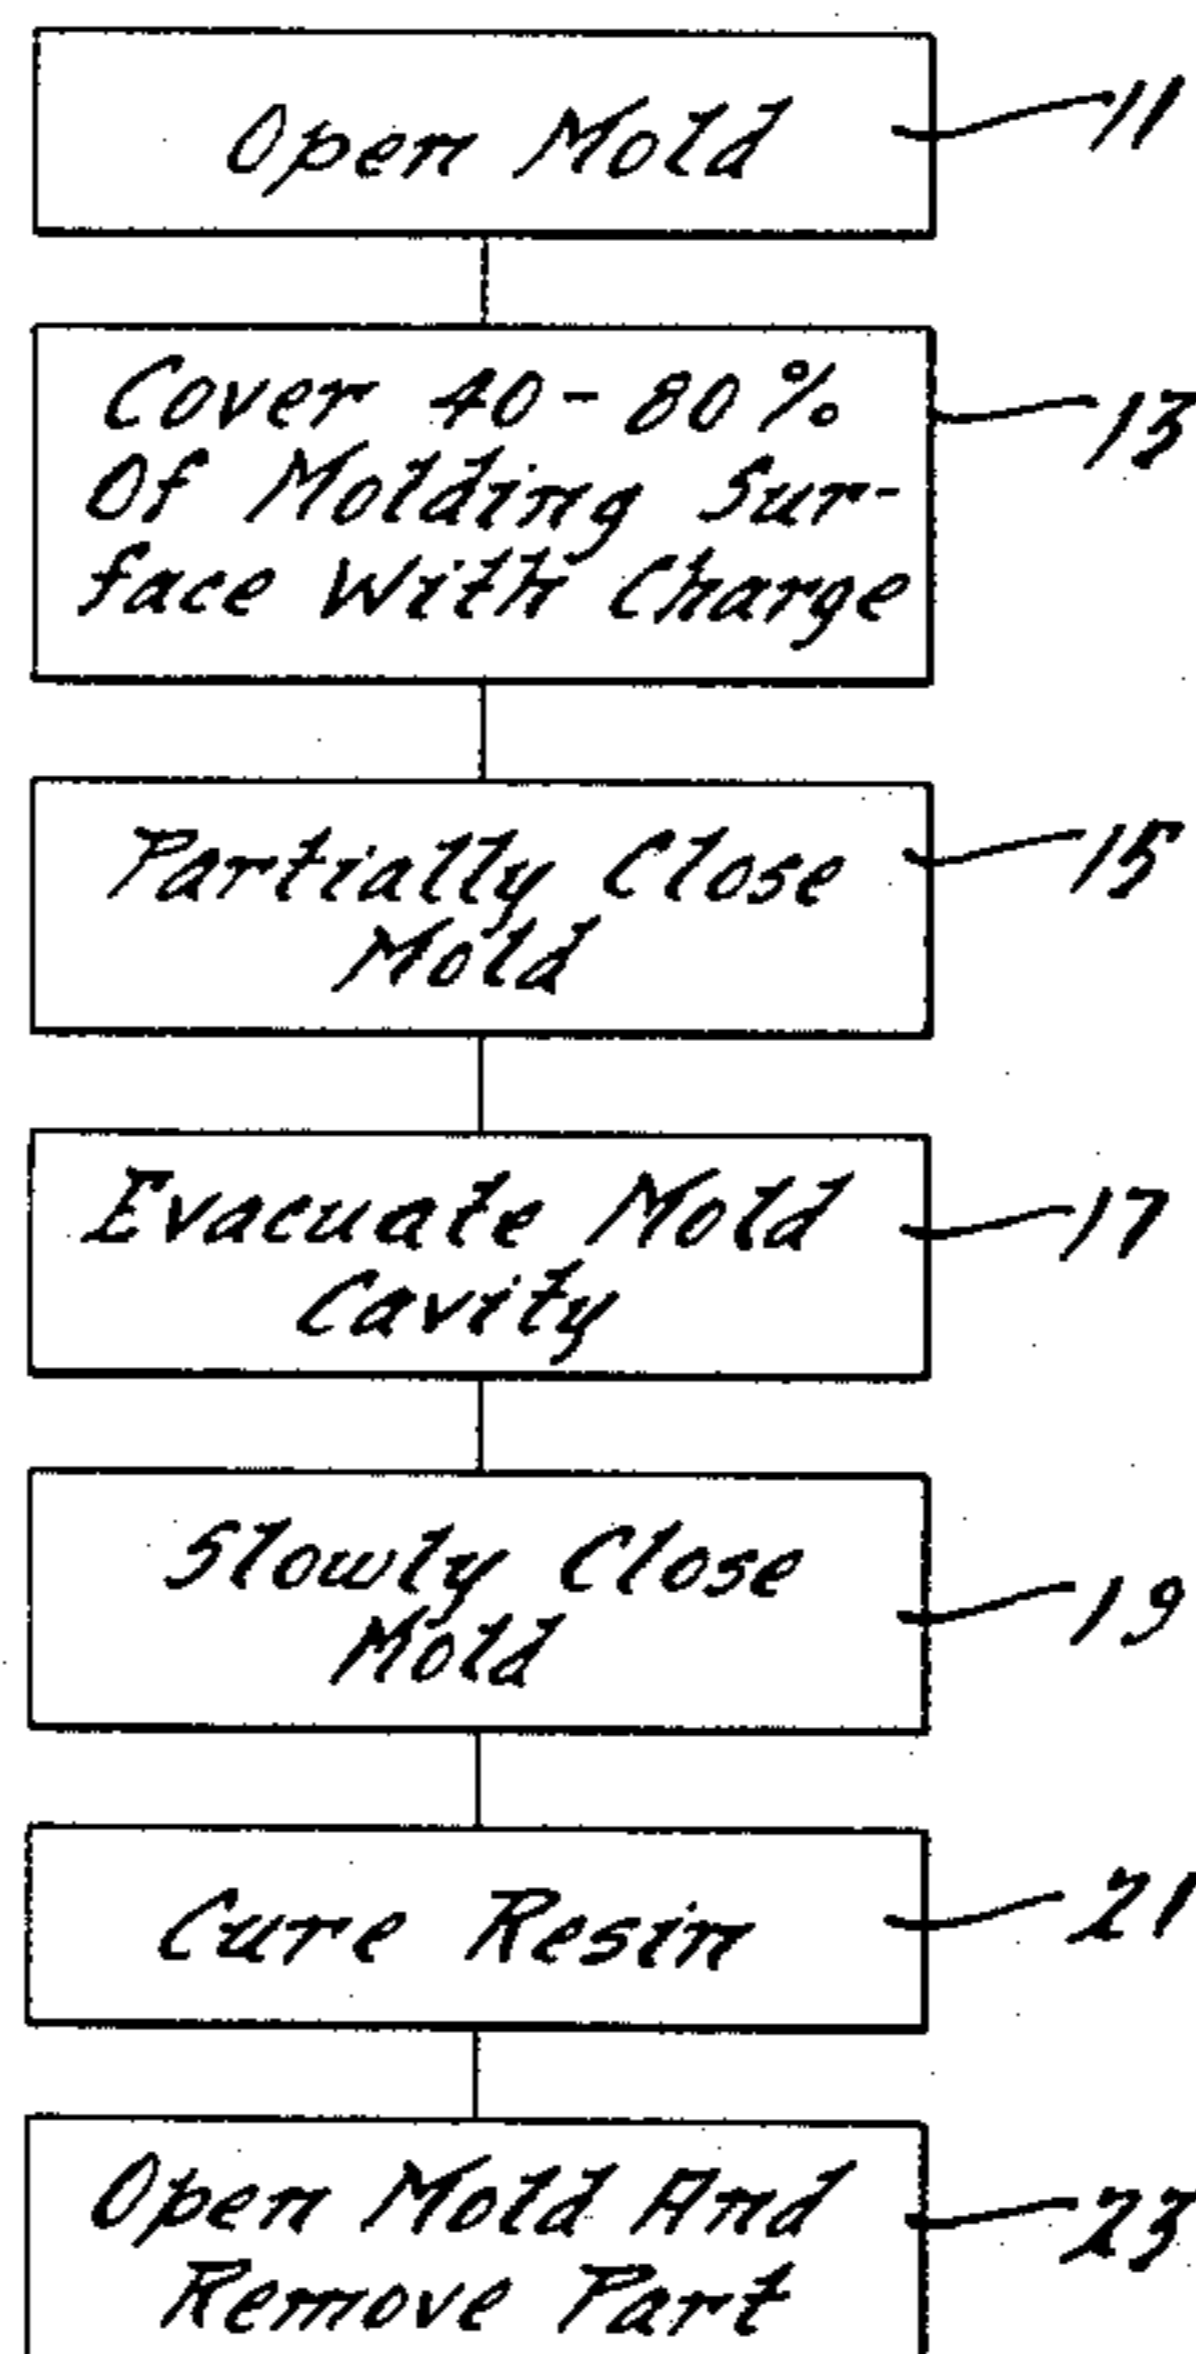 Open Mold
11
Cover 40-80%
Of Molding Sur-
face With Charge
13
Partially Close
Mold
15
Evacuate Mold
Cavity
17
Slowly Close
Mold
19
Cure Resin
21
Open Mold And
Remove Part
23